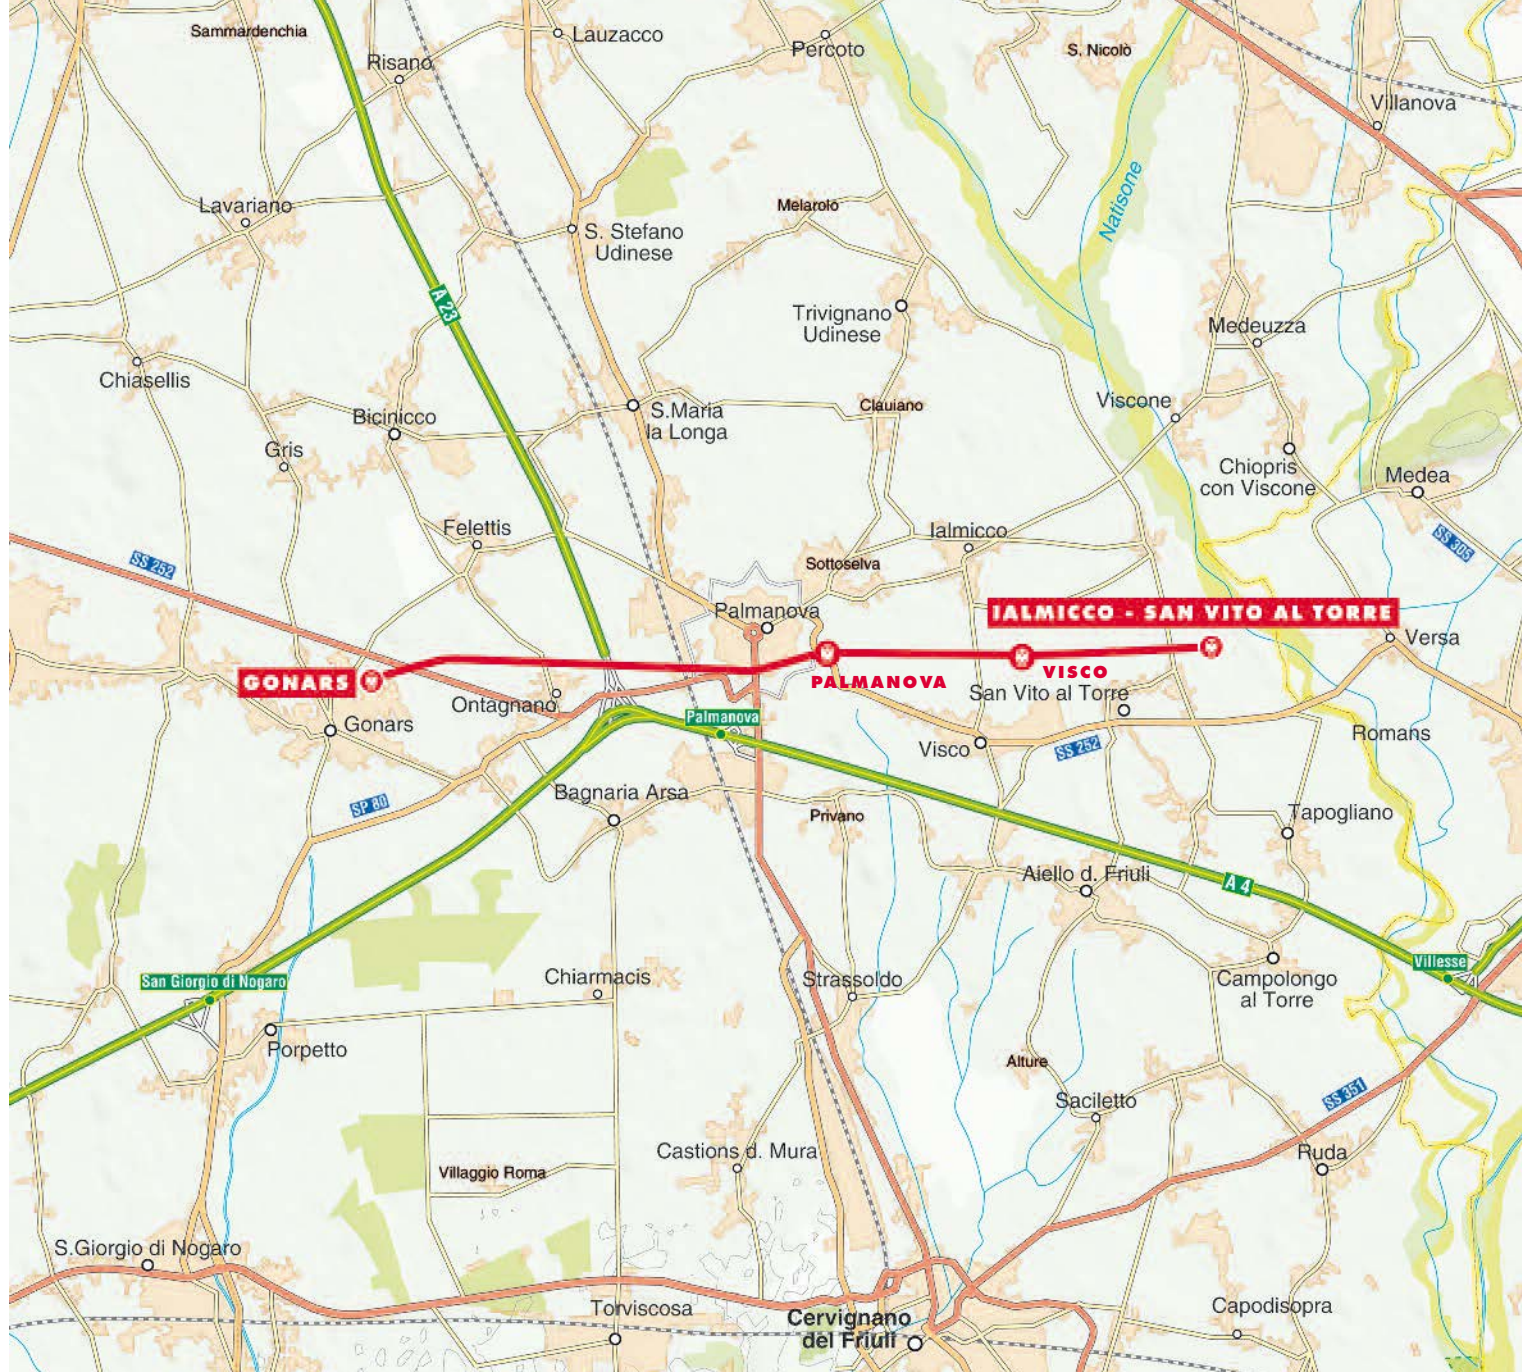 Sammardenchia
Lauzacco
Percoto
S. Nicolò
Risano
Villanova
Natisone
Lavariano
Melarolo
S. Stefano
Udinese
A 23
Trivignano
Udinese
Medeuzza
Chiasellis
Bicinicco
S.Maria
la Longa
Clauiano
Viscone
Gris
Chiopris
con Viscone
Medea
Felettis
Ialmicco
SS 305
SS 252
Sottoselva
Palmanova
IALMICCO - SAN VITO AL TORRE
Versa
GONARS
PALMANOVA
VISCO
San Vito al Torre
Ontagnano
Gonars
Palmanova
Visco
SS 252
Romans
Bagnaria Arsa
SP 80
Privano
Tapogliano
Aiello d. Friuli
A 4
San Giorgio di Nogaro
Chiarmacis
Strassoldo
Campolongo
al Torre
Villesse
Porpetto
Alture
Saciletto
SS 351
Castions d. Mura
Villaggio Roma
Ruda
S.Giorgio di Nogaro
Torviscosa
Cervignano
del Friuli
Capodisopra